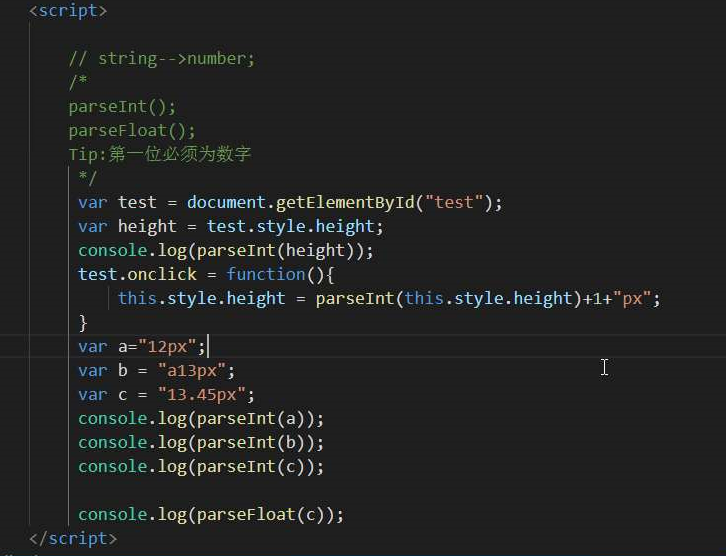 <script>
// string-->number;
/*
parseInt();
parseFloat();
Tip:第一位必须为数字
*/
var test = document.getElementById("test");
var height = test.style.height;
console.log(parseInt(height));
test.onclick = function(){
this.style.height = parseInt(this.style.height)+1+"px";
}
var a="12px";
var b = "a13px";
var c = "13.45px";
console.log(parseInt(a));
console.log(parseInt(b));
console.log(parseInt(c));
console.log(parseFloat(c));
</script>